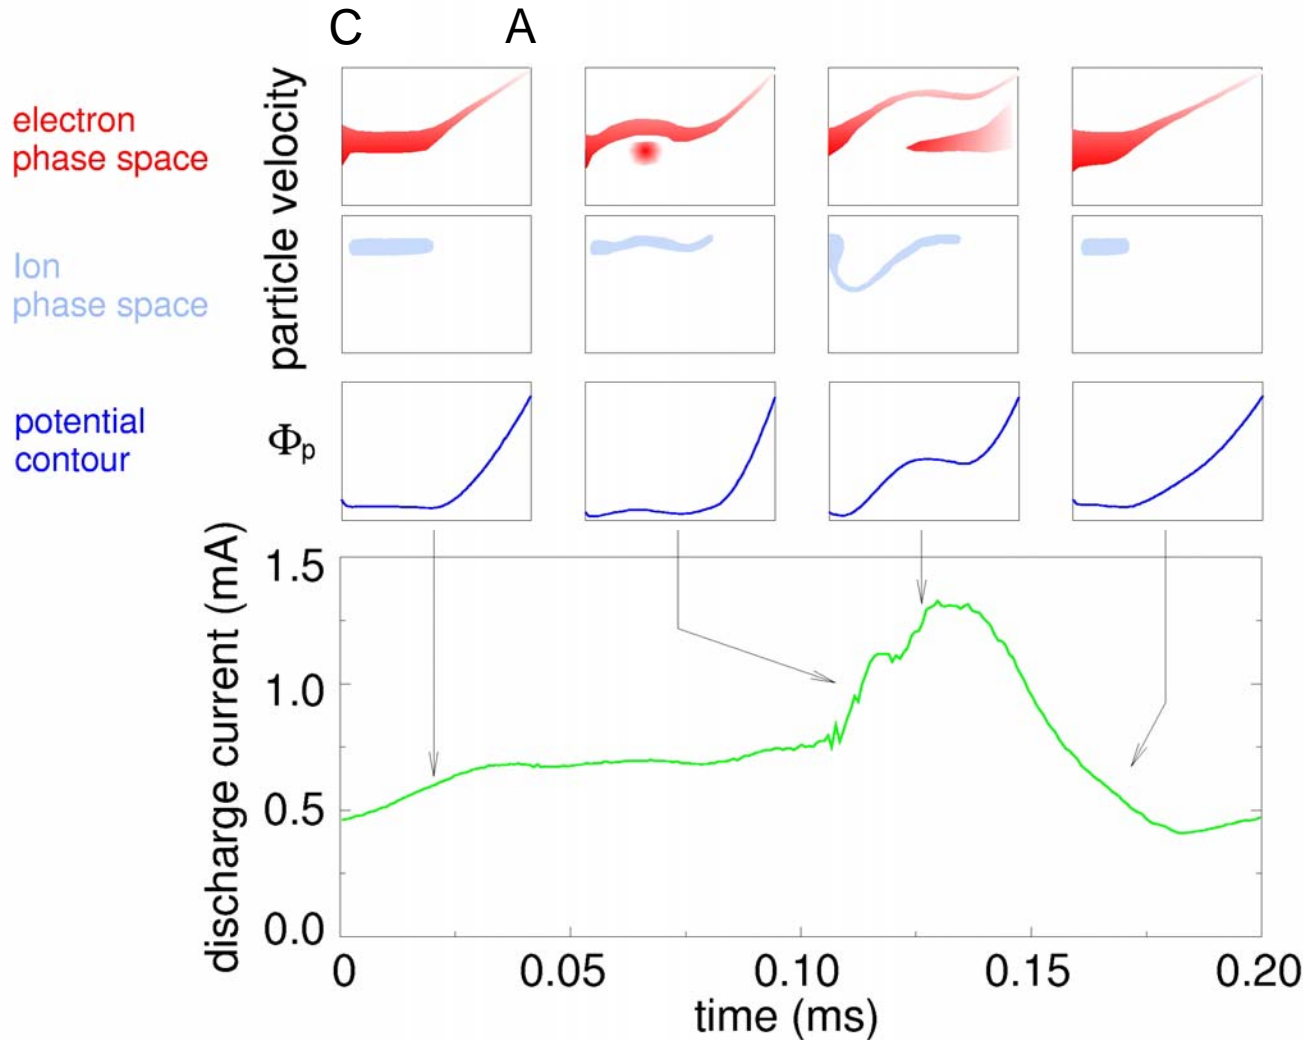 C
A
electron
phase space
Ion
phase space
particle velocity
potential
contour
Φp
discharge current (mA)
1.5
1.0
0.5
0.0
0
0.05
0.10
0.15
0.20
time (ms)